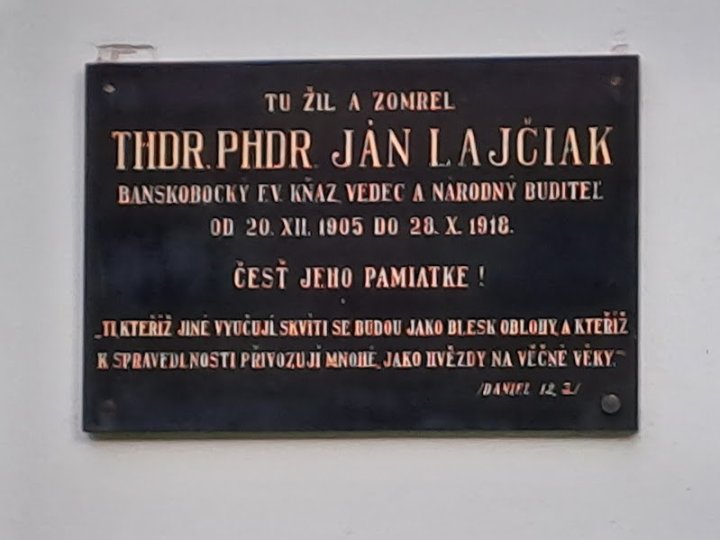 TU ŽIL A ZOMREL
THDR. PHDR. JÁN LAJČIAK
BANSKOBOCKÝ EV. KŇAZ, VEDEC A NÁRODNÝ BUDITEĽ
OD 20. XII. 1905 DO 28. X. 1918.
ČESŤ JEHO PAMIATKE !
„TI, KTEŘÍŽ JINÉ VYUČUJÍ, SKVÍTI SE BUDOU JAKO BLESK OBLOHY, A KTEŘÍŽ
K SPRAVEDLNOSTI PŘIVOZUJÍ MNOHÉ, JAKO HVĚZDY NA VĚČNÉ VĚKY.“
/DANIEL 12, 3/